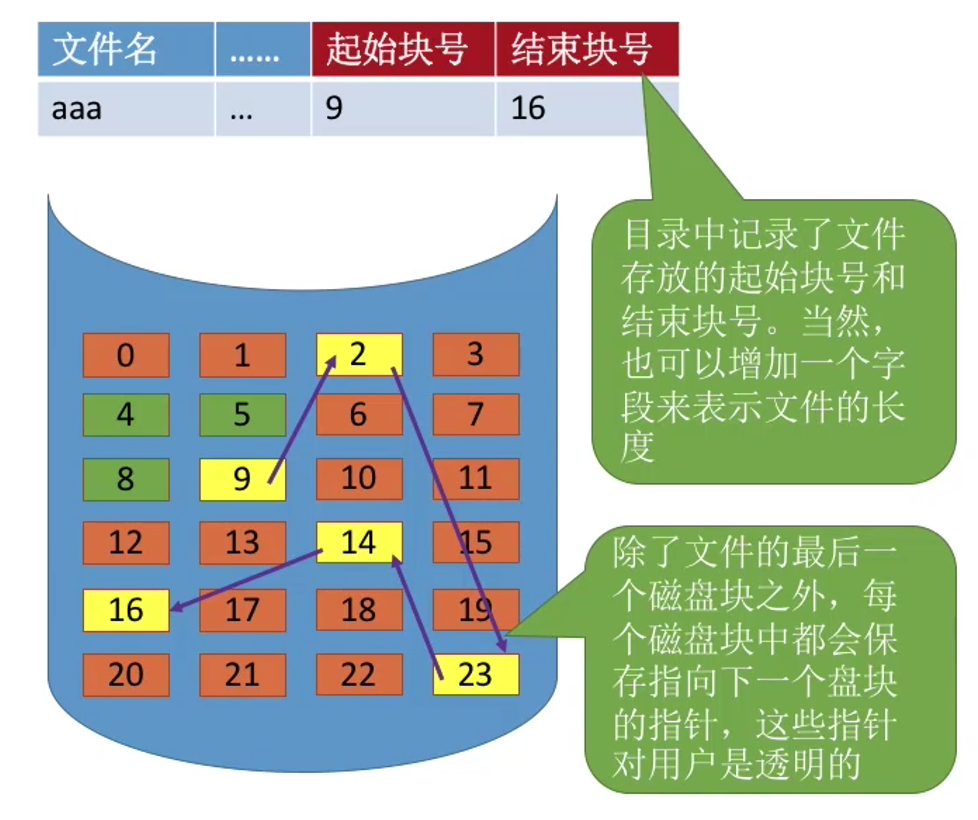 文件名 …… 起始块号 结束块号
aaa ... 9 16
目录中记录了文件
存放的起始块号和
结束块号。当然，
也可以增加一个字
段来表示文件的长
度
0 1 2 3
4 5 6 7
8 9 10 11
12 13 14 15
16 17 18 19
20 21 22 23
除了文件的最后一
个磁盘块之外，每
个磁盘块中都会保
存指向下一个盘块
的指针，这些指针
对用户是透明的